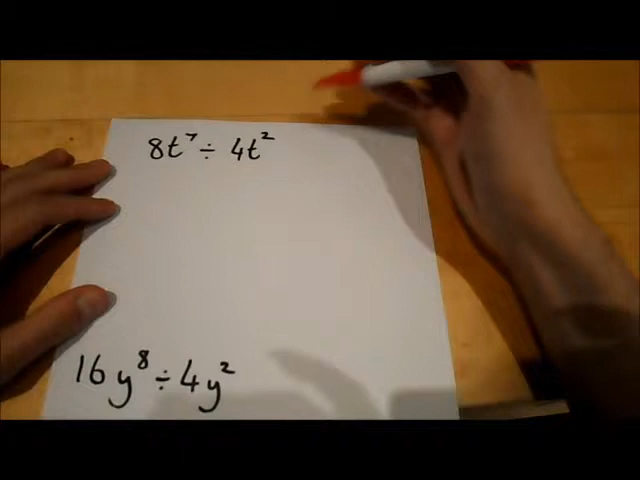 8t⁷ ÷ 4t²
16y⁸ ÷ 4y²